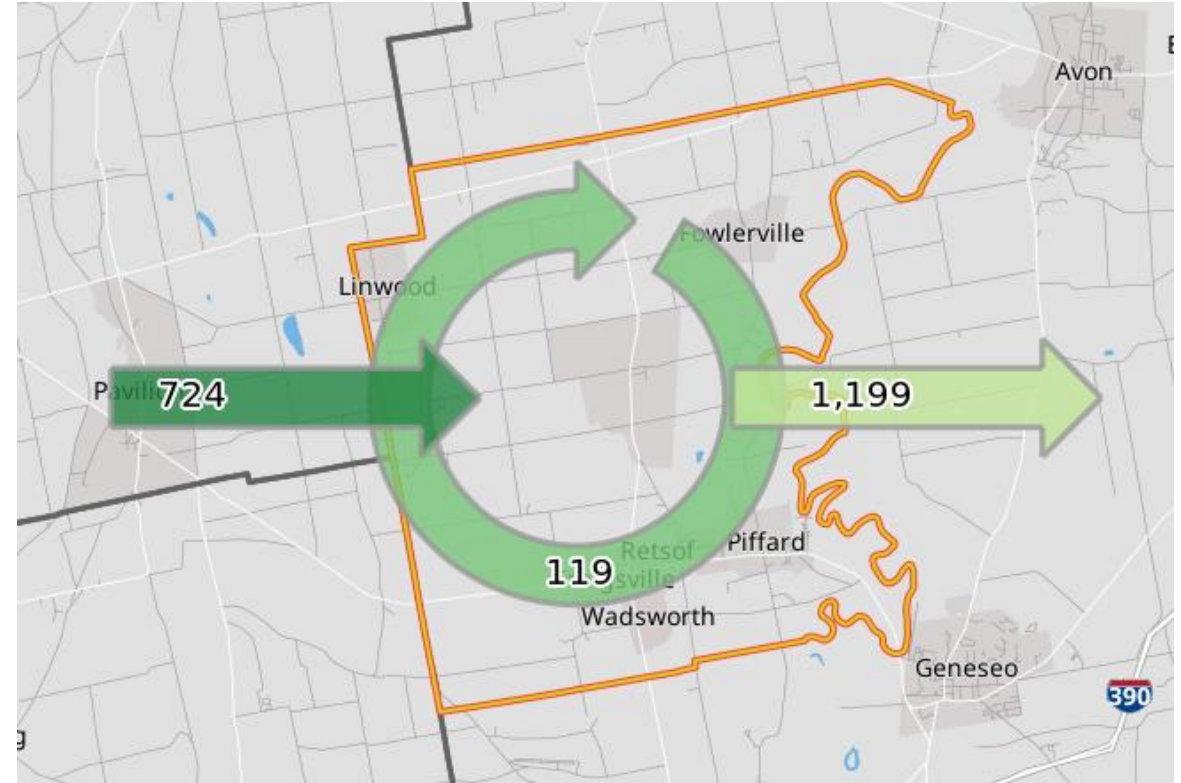 Avon
Fowlerville
Linwood
724
1,199
Piffard
Retsof
119
Wadsworth
Geneseo
390